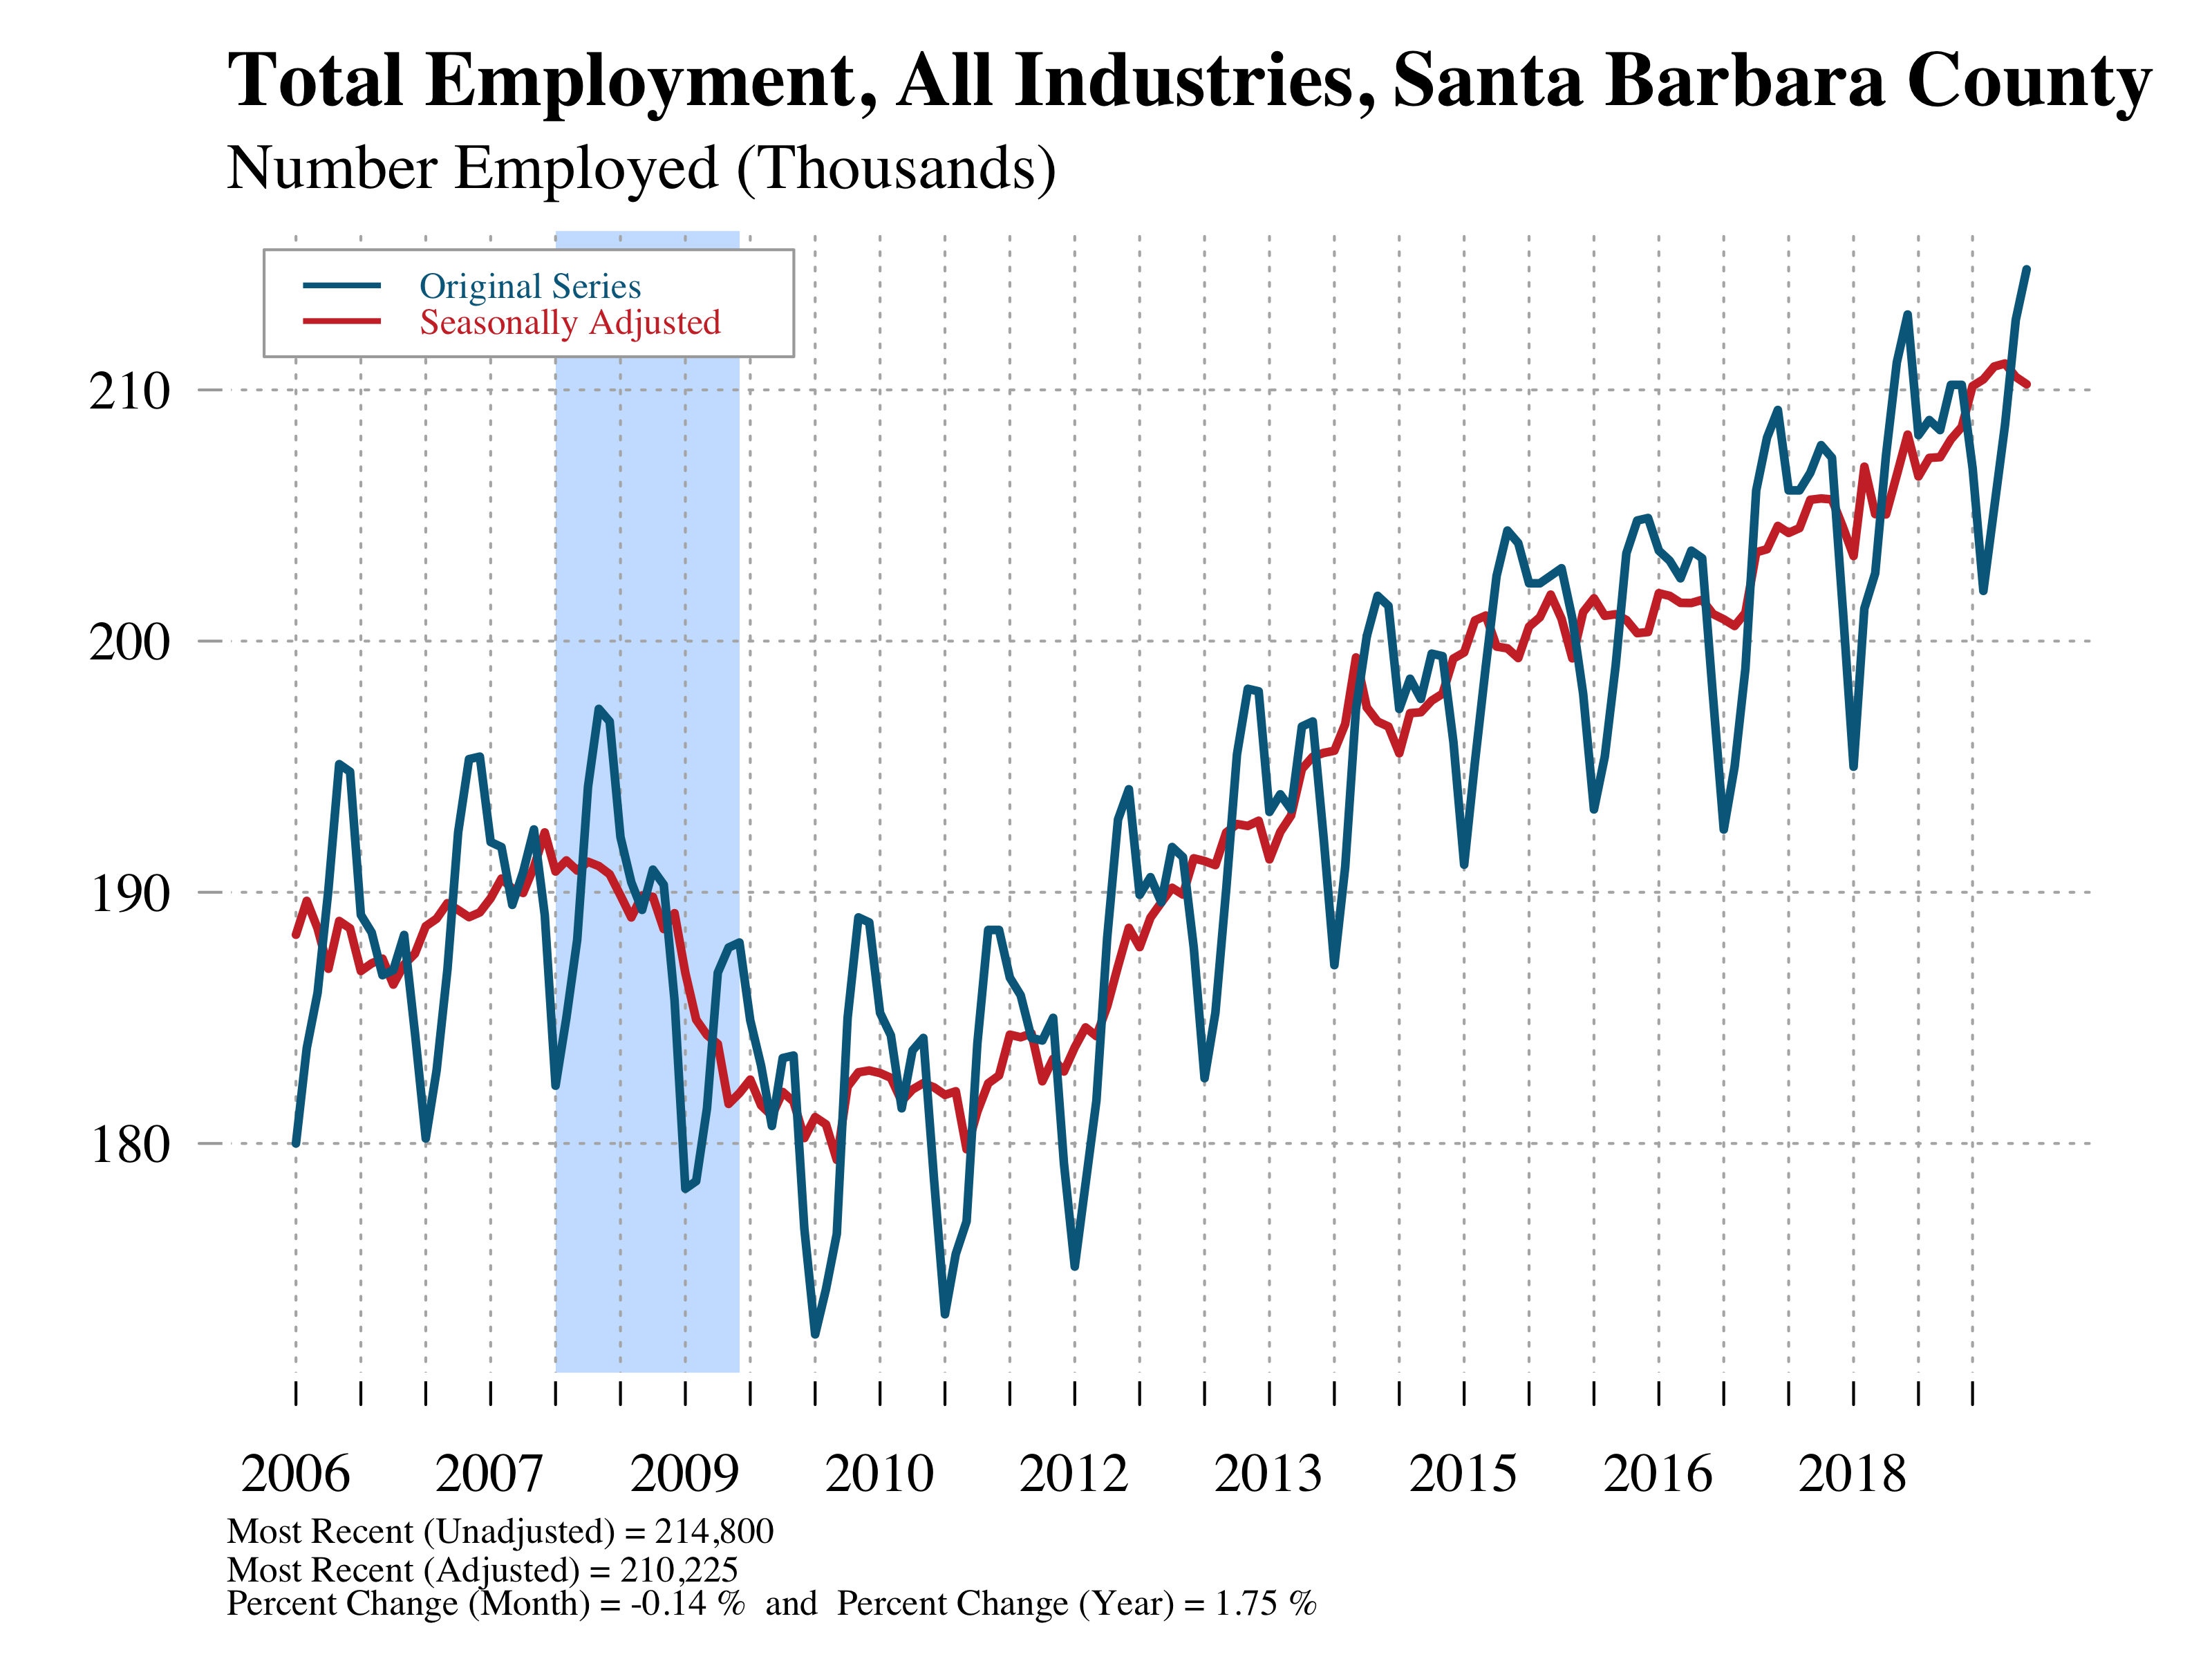 Total Employment, All Industries, Santa Barbara County
Number Employed (Thousands)
Original Series
Seasonally Adjusted
210
200
190
180
2006 2007 2009 2010 2012 2013 2015 2016 2018
Most Recent (Unadjusted) = 214,800
Most Recent (Adjusted) = 210,225
Percent Change (Month) = -0.14 % and Percent Change (Year) = 1.75 %